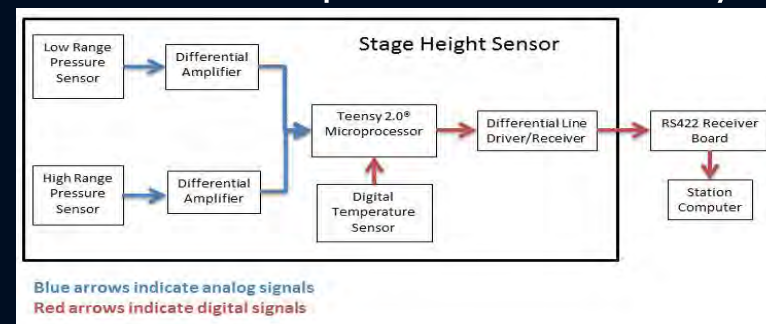 Stage Height Sensor
Low Range
Pressure
Sensor
Differential
Amplifier
Teensy 2.0®
Microprocessor
Differential Line
Driver/Receiver
RS422 Receiver
Board
High Range
Pressure
Sensor
Differential
Amplifier
Digital
Temperature
Sensor
Station
Computer
Blue arrows indicate analog signals
Red arrows indicate digital signals